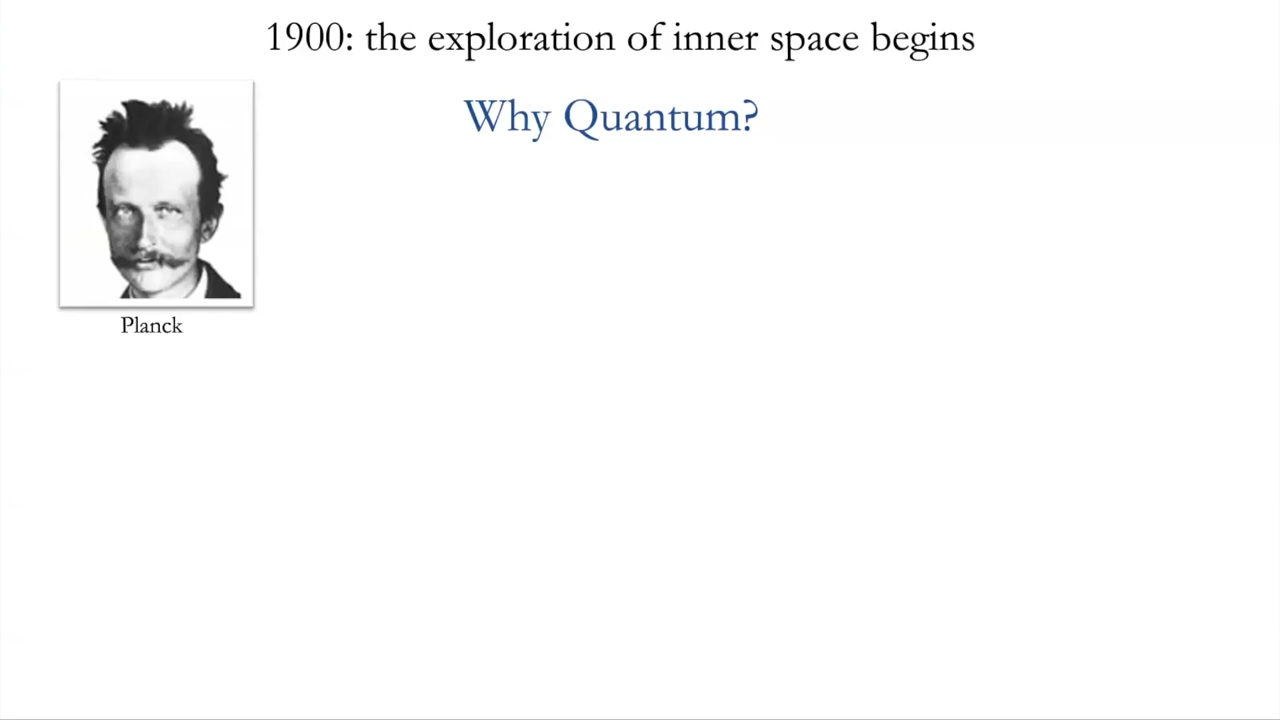 1900: the exploration of inner space begins
Why Quantum?
Planck